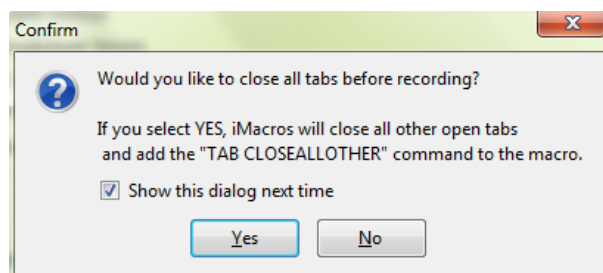 Confirm
Would you like to close all tabs before recording?
If you select YES, iMacros will close all other open tabs
and add the "TAB CLOSEALLOTHER" command to the macro.
Show this dialog next time
Yes
No